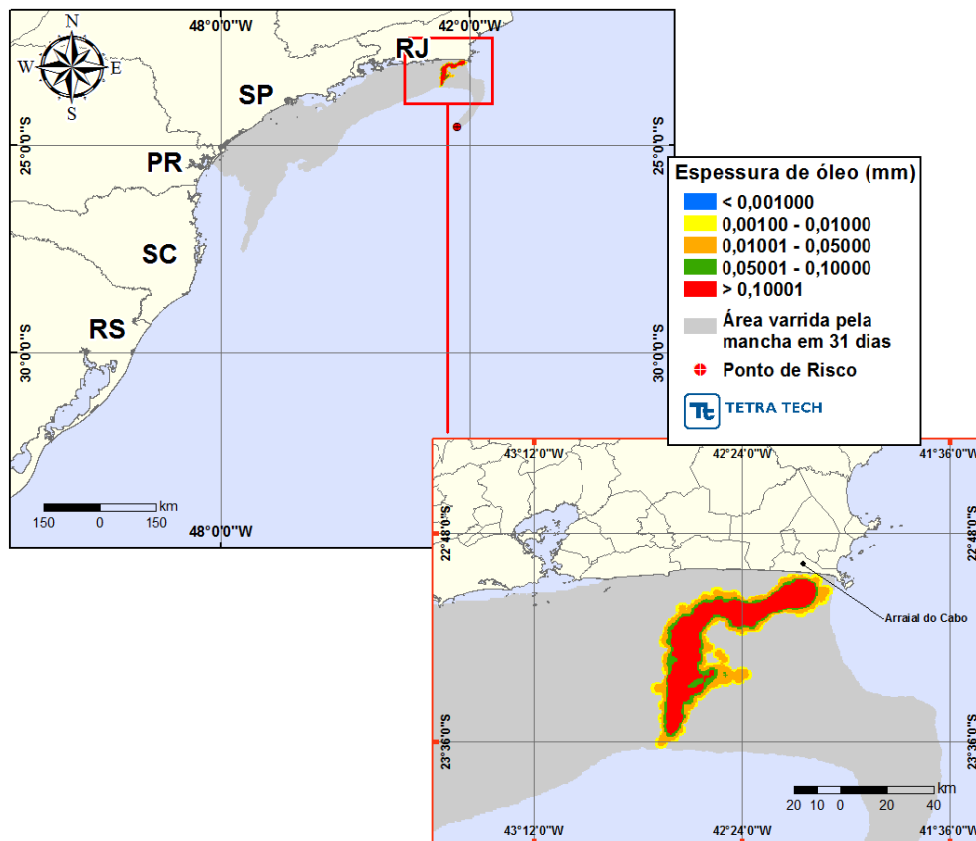 48°0'0"W
42°0'0"W
N
W
E
S
RJ
SP
PR
SC
RS
25°0'0"S
25°0'0"S
30°0'0"S
30°0'0"S
150
0
150
km
48°0'0"W
Espessura de óleo (mm)
< 0,001000
0,00100 - 0,01000
0,01001 - 0,05000
0,05001 - 0,10000
> 0,10001
Área varrida pela
mancha em 31 dias
Ponto de Risco
Tt
TETRA TECH
43°12'0"W
42°24'0"W
41°36'0"W
22°48'0"S
22°48'0"S
Arraial do Cabo
23°36'0"S
23°36'0"S
km
20 10 0 20 40
43°12'0"W
42°24'0"W
41°36'0"W